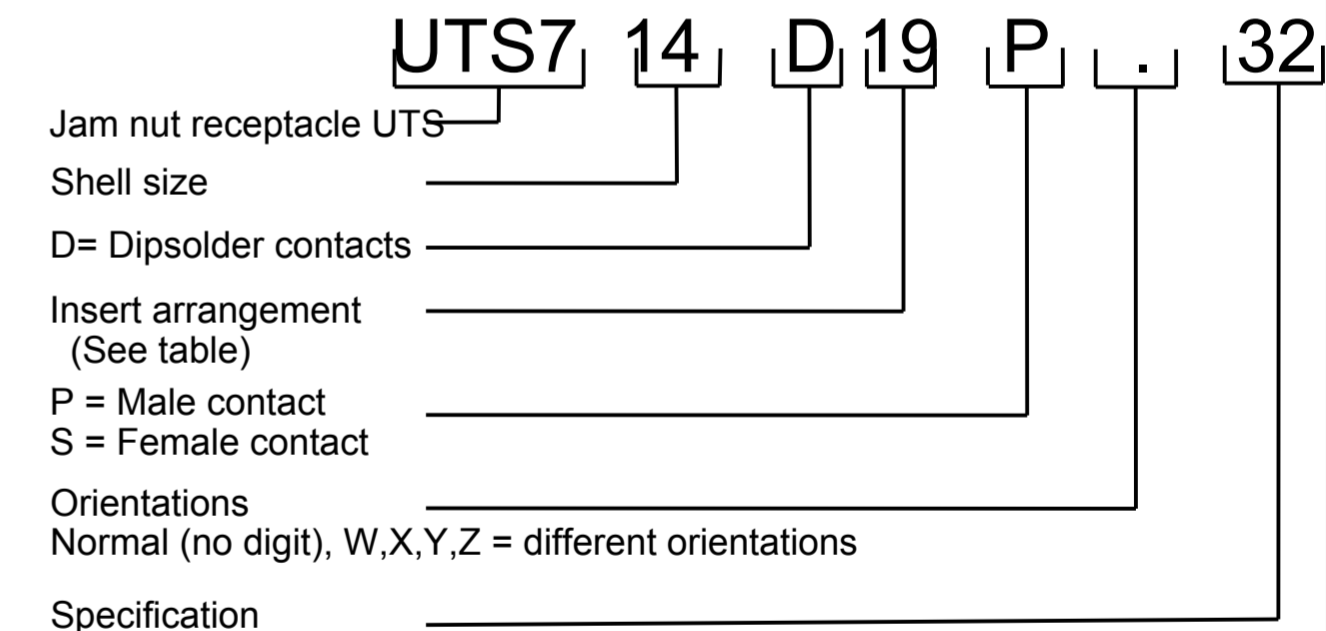 UTS7 14 D 19 P . 32
Jam nut receptacle UTS
Shell size
D= Dipsolder contacts
Insert arrangement
(See table)
P = Male contact
S = Female contact
Orientations
Normal (no digit), W,X,Y,Z = different orientations
Specification